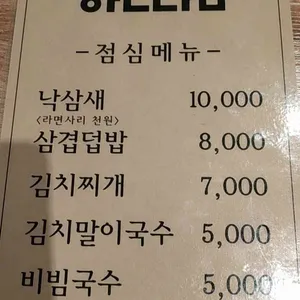 -점심메뉴-
낙삼새 10,000
<라면사리 천원>
삼겹덥밥 8,000
김치찌개 7,000
김치말이국수 5,000
비빔국수 5,000